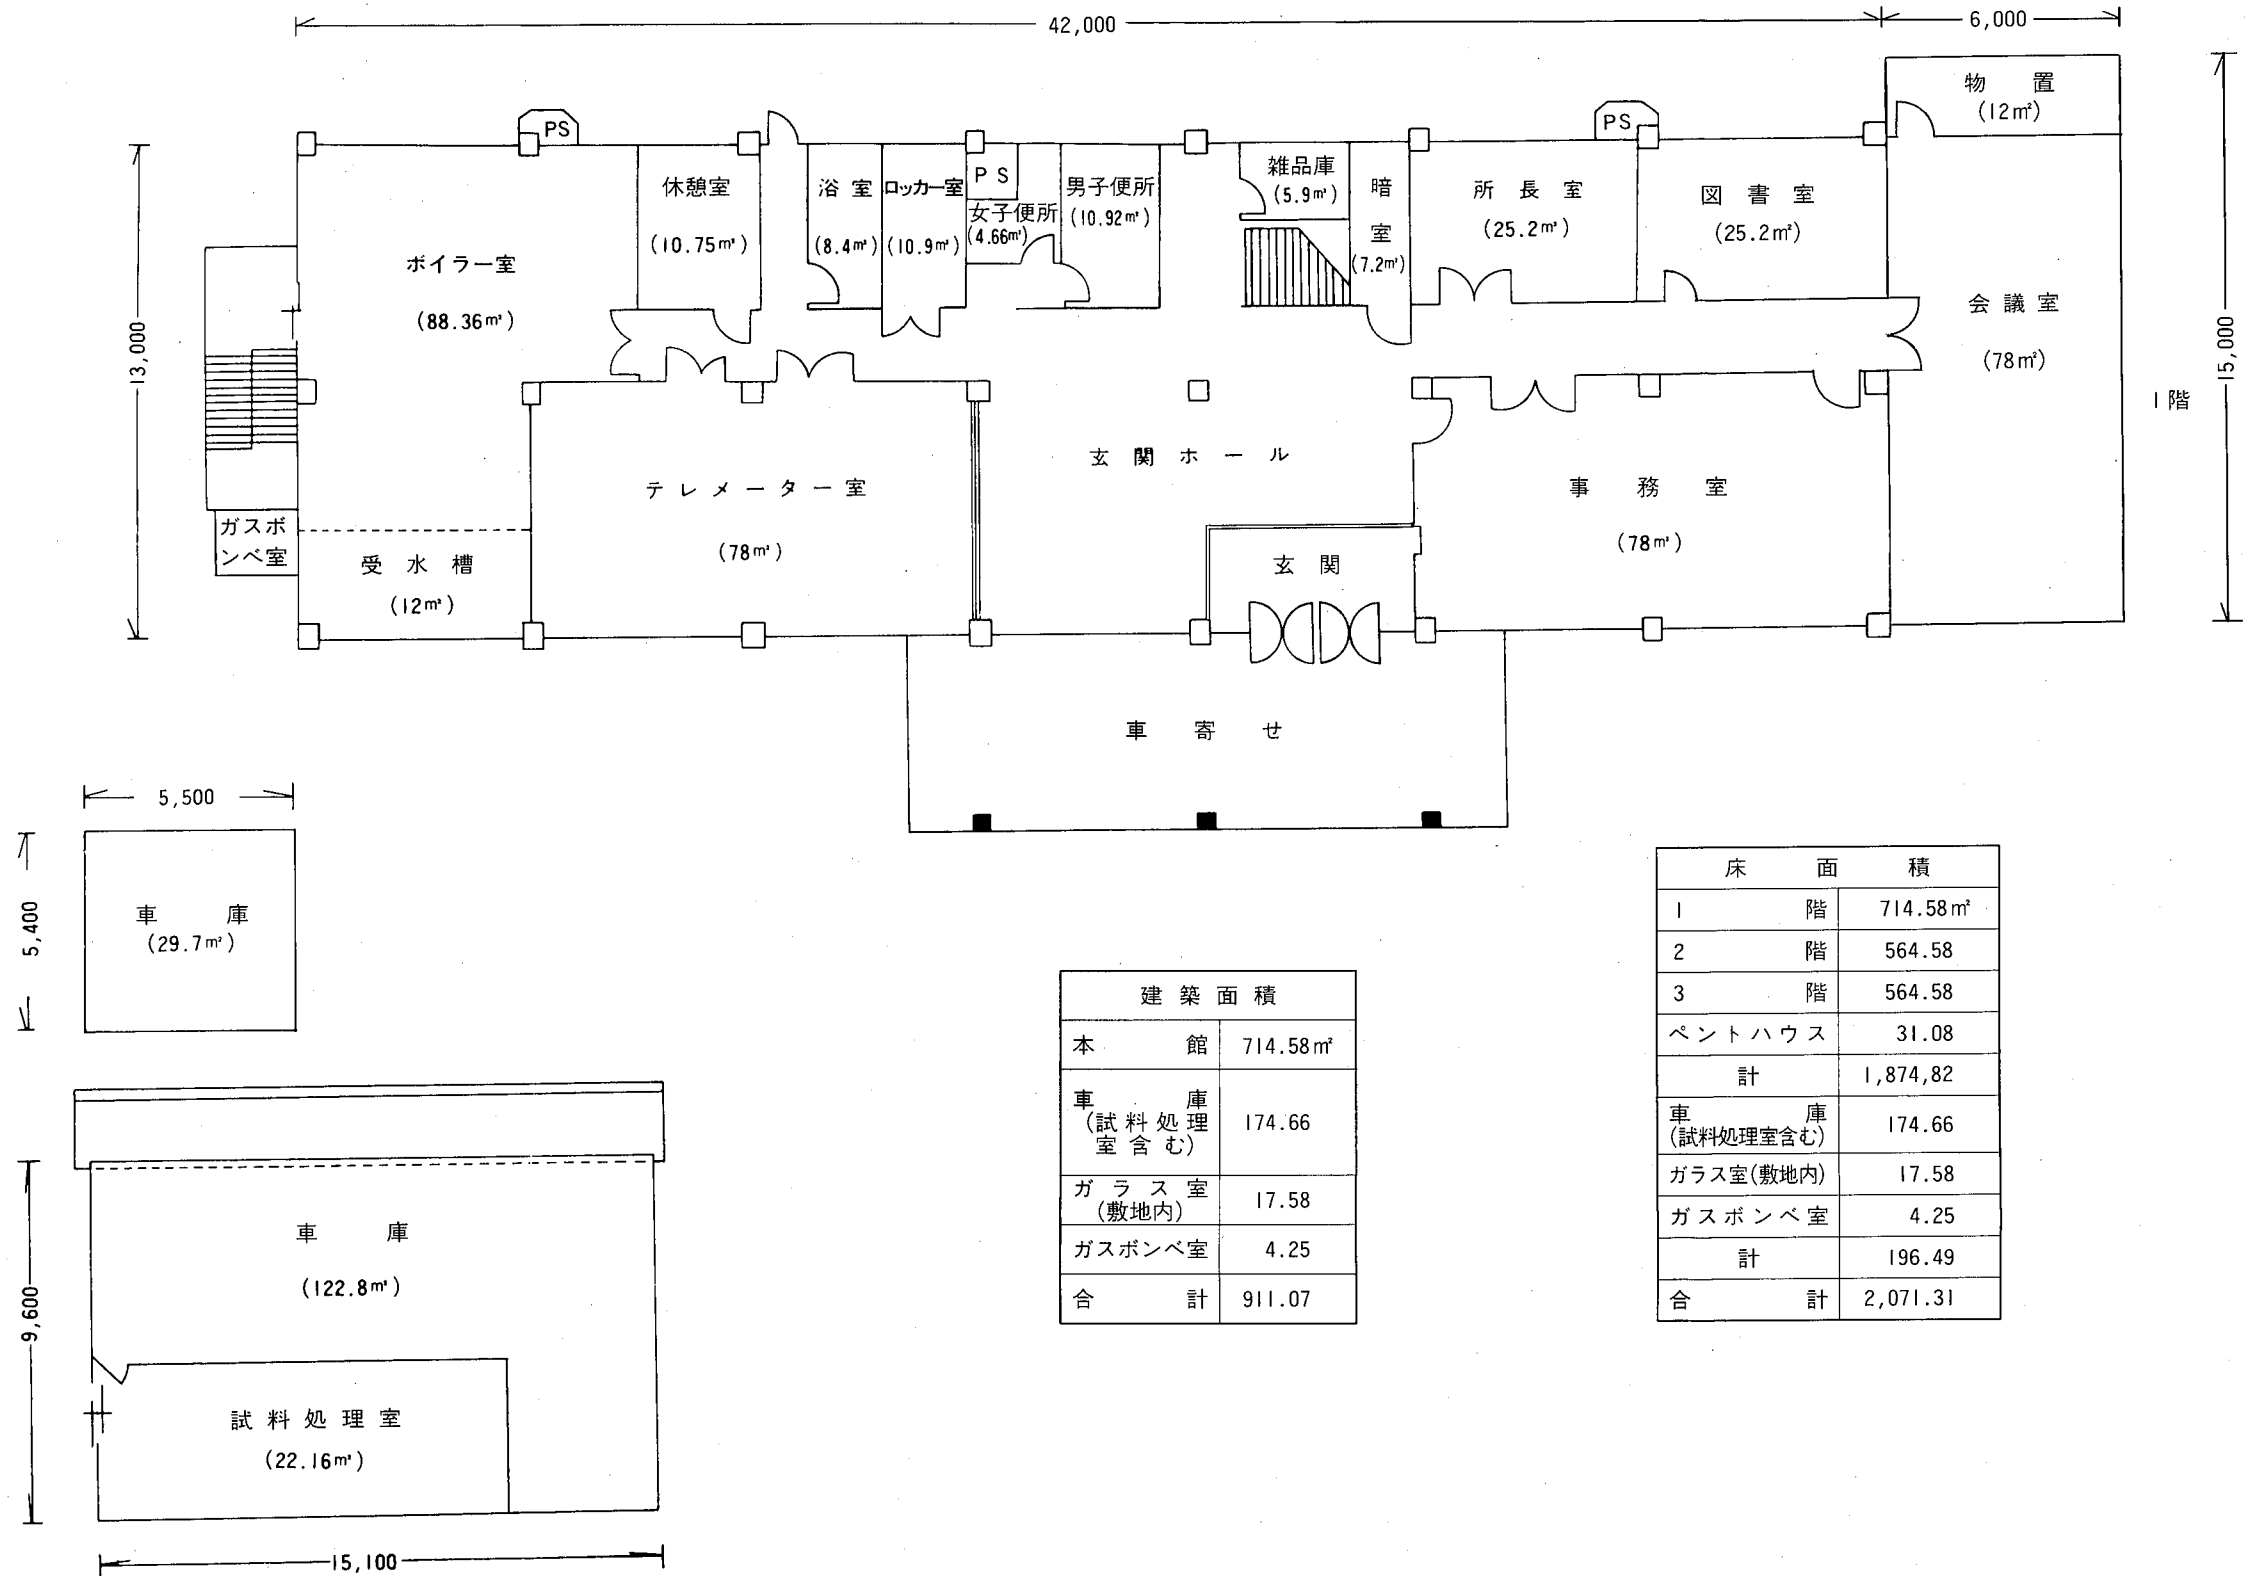 42,000
6,000
物置
(12㎡)
PS
PS
休憩室
(10.75㎡)
浴室
(8.4㎡)
ロッカー室
(10.9㎡)
PS
女子便所
(4.66㎡)
男子便所
(10.92㎡)
雑品庫
(5.9㎡)
暗室
(7.2㎡)
所長室
(25.2㎡)
図書室
(25.2㎡)
ボイラー室
(88.36㎡)
会議室
(78㎡)
13,000
15,000
1階
玄関ホール
テレメーター室
(78㎡)
事務室
(78㎡)
ガスボ
ンベ室
受水槽
(12㎡)
玄関
車寄せ
5,500
5,400
車庫
(29.7㎡)
9,600
車庫
(122.8㎡)
試料処理室
(22.16㎡)
15,100
建築面積
本館 714.58㎡
車庫
(試料処理
室含む) 174.66
ガラス室
(敷地内) 17.58
ガスボンベ室 4.25
合計 911.07
床面積
1階 714.58㎡
2階 564.58
3階 564.58
ペントハウス 31.08
計 1,874,82
車庫
(試料処理室含む) 174.66
ガラス室(敷地内) 17.58
ガスボンベ室 4.25
計 196.49
合計 2,071.31